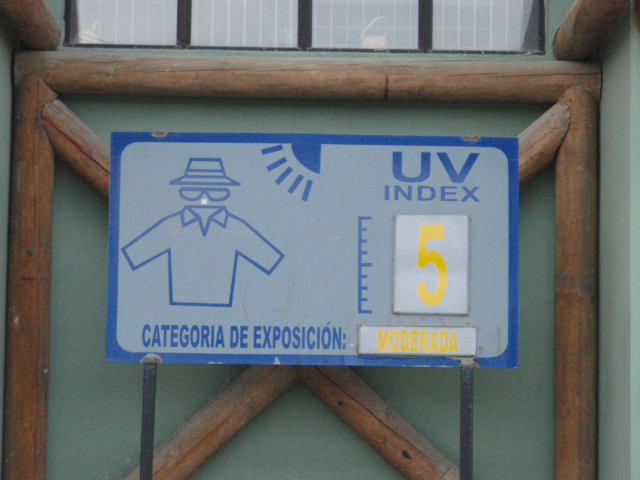 UV
INDEX
5
CATEGORIA DE EXPOSICIÓN: MODERADA